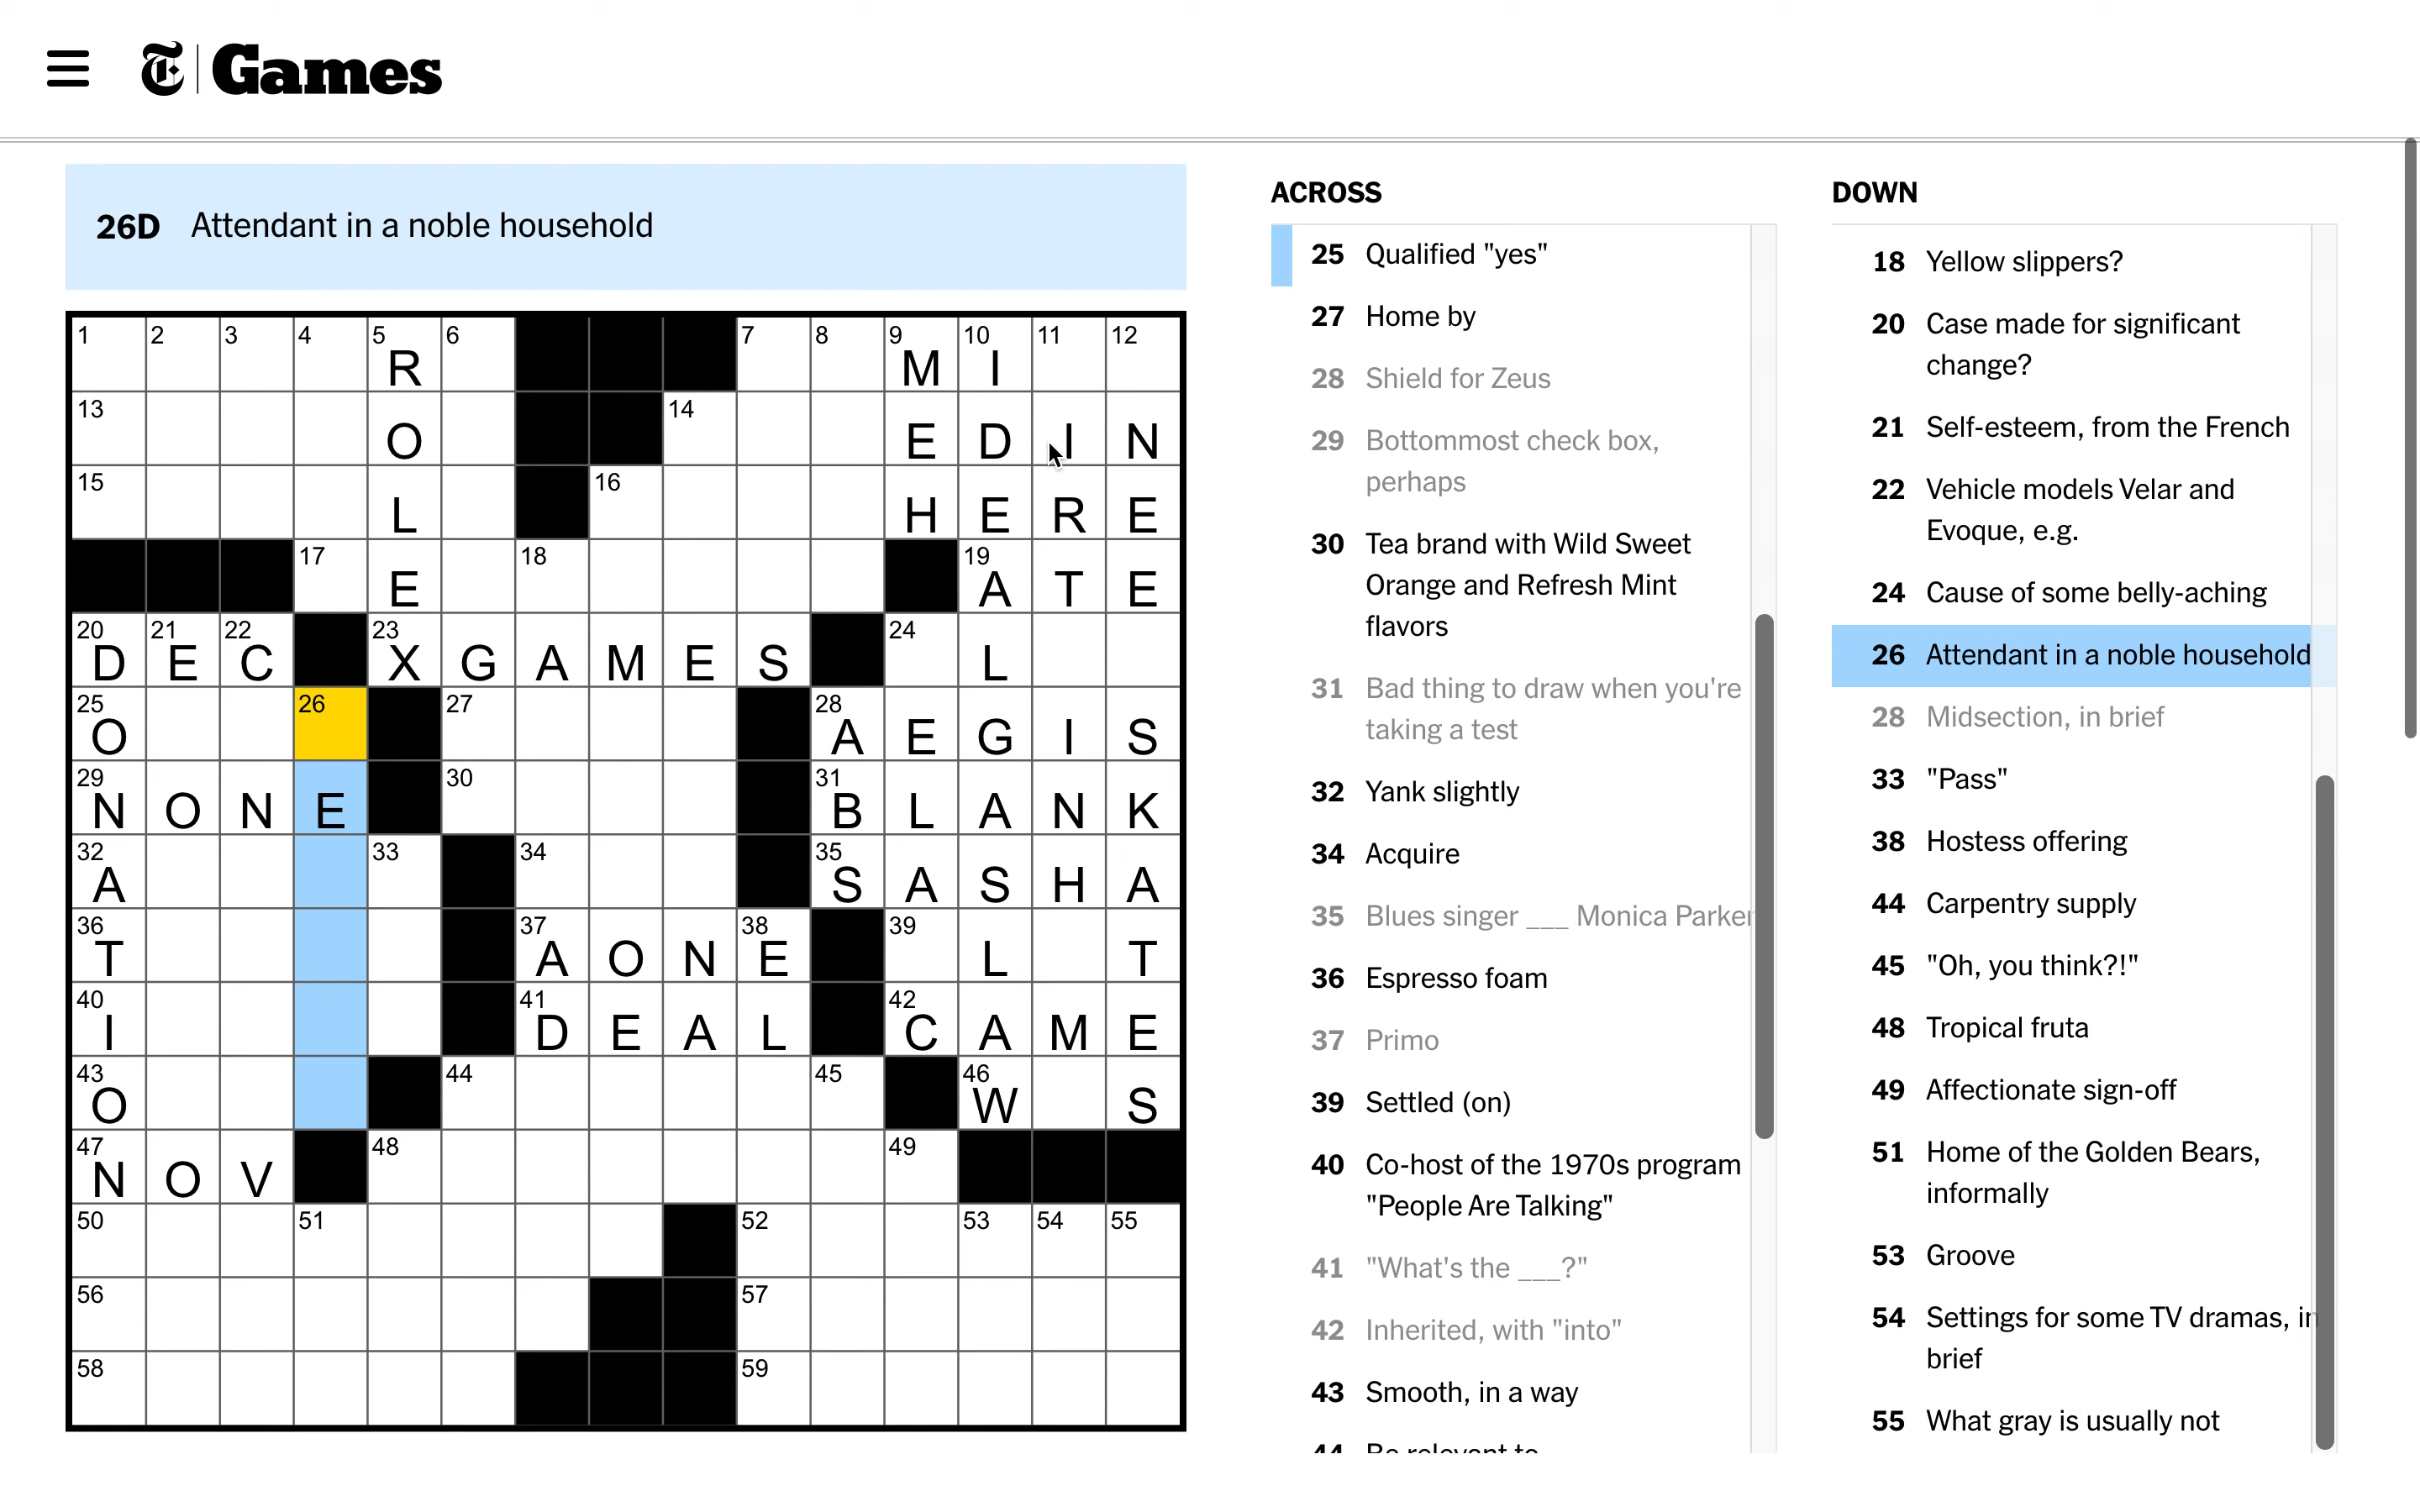 T Games
26D Attendant in a noble household
1 2 3 4 5 6 7 8 9 10 11 12
R M I
13 14
O E D I N
15 16
L H E R E
17 18 19
E A T E
20 21 22 23 24
D E C X G A M E S L
25 26 27 28
O A E G I S
29 30 31
N O N E B L A N K
32 33 34 35
A S A S H A
36 37 38 39
T A O N E L T
40 41 42
I D E A L C A M E
43 44 45 46
O W S
47 48 49
N O V
50 51 52 53 54 55
56 57
58 59
ACROSS
25 Qualified "yes"
27 Home by
28 Shield for Zeus
29 Bottommost check box,
perhaps
30 Tea brand with Wild Sweet
Orange and Refresh Mint
flavors
31 Bad thing to draw when you're
taking a test
32 Yank slightly
34 Acquire
35 Blues singer ___ Monica Parker
36 Espresso foam
37 Primo
39 Settled (on)
40 Co-host of the 1970s program
"People Are Talking"
41 "What's the ___?"
42 Inherited, with "into"
43 Smooth, in a way
44 Be relevant to
DOWN
18 Yellow slippers?
20 Case made for significant
change?
21 Self-esteem, from the French
22 Vehicle models Velar and
Evoque, e.g.
24 Cause of some belly-aching
26 Attendant in a noble household
28 Midsection, in brief
33 "Pass"
38 Hostess offering
44 Carpentry supply
45 "Oh, you think?!"
48 Tropical fruta
49 Affectionate sign-off
51 Home of the Golden Bears,
informally
53 Groove
54 Settings for some TV dramas, in
brief
55 What gray is usually not